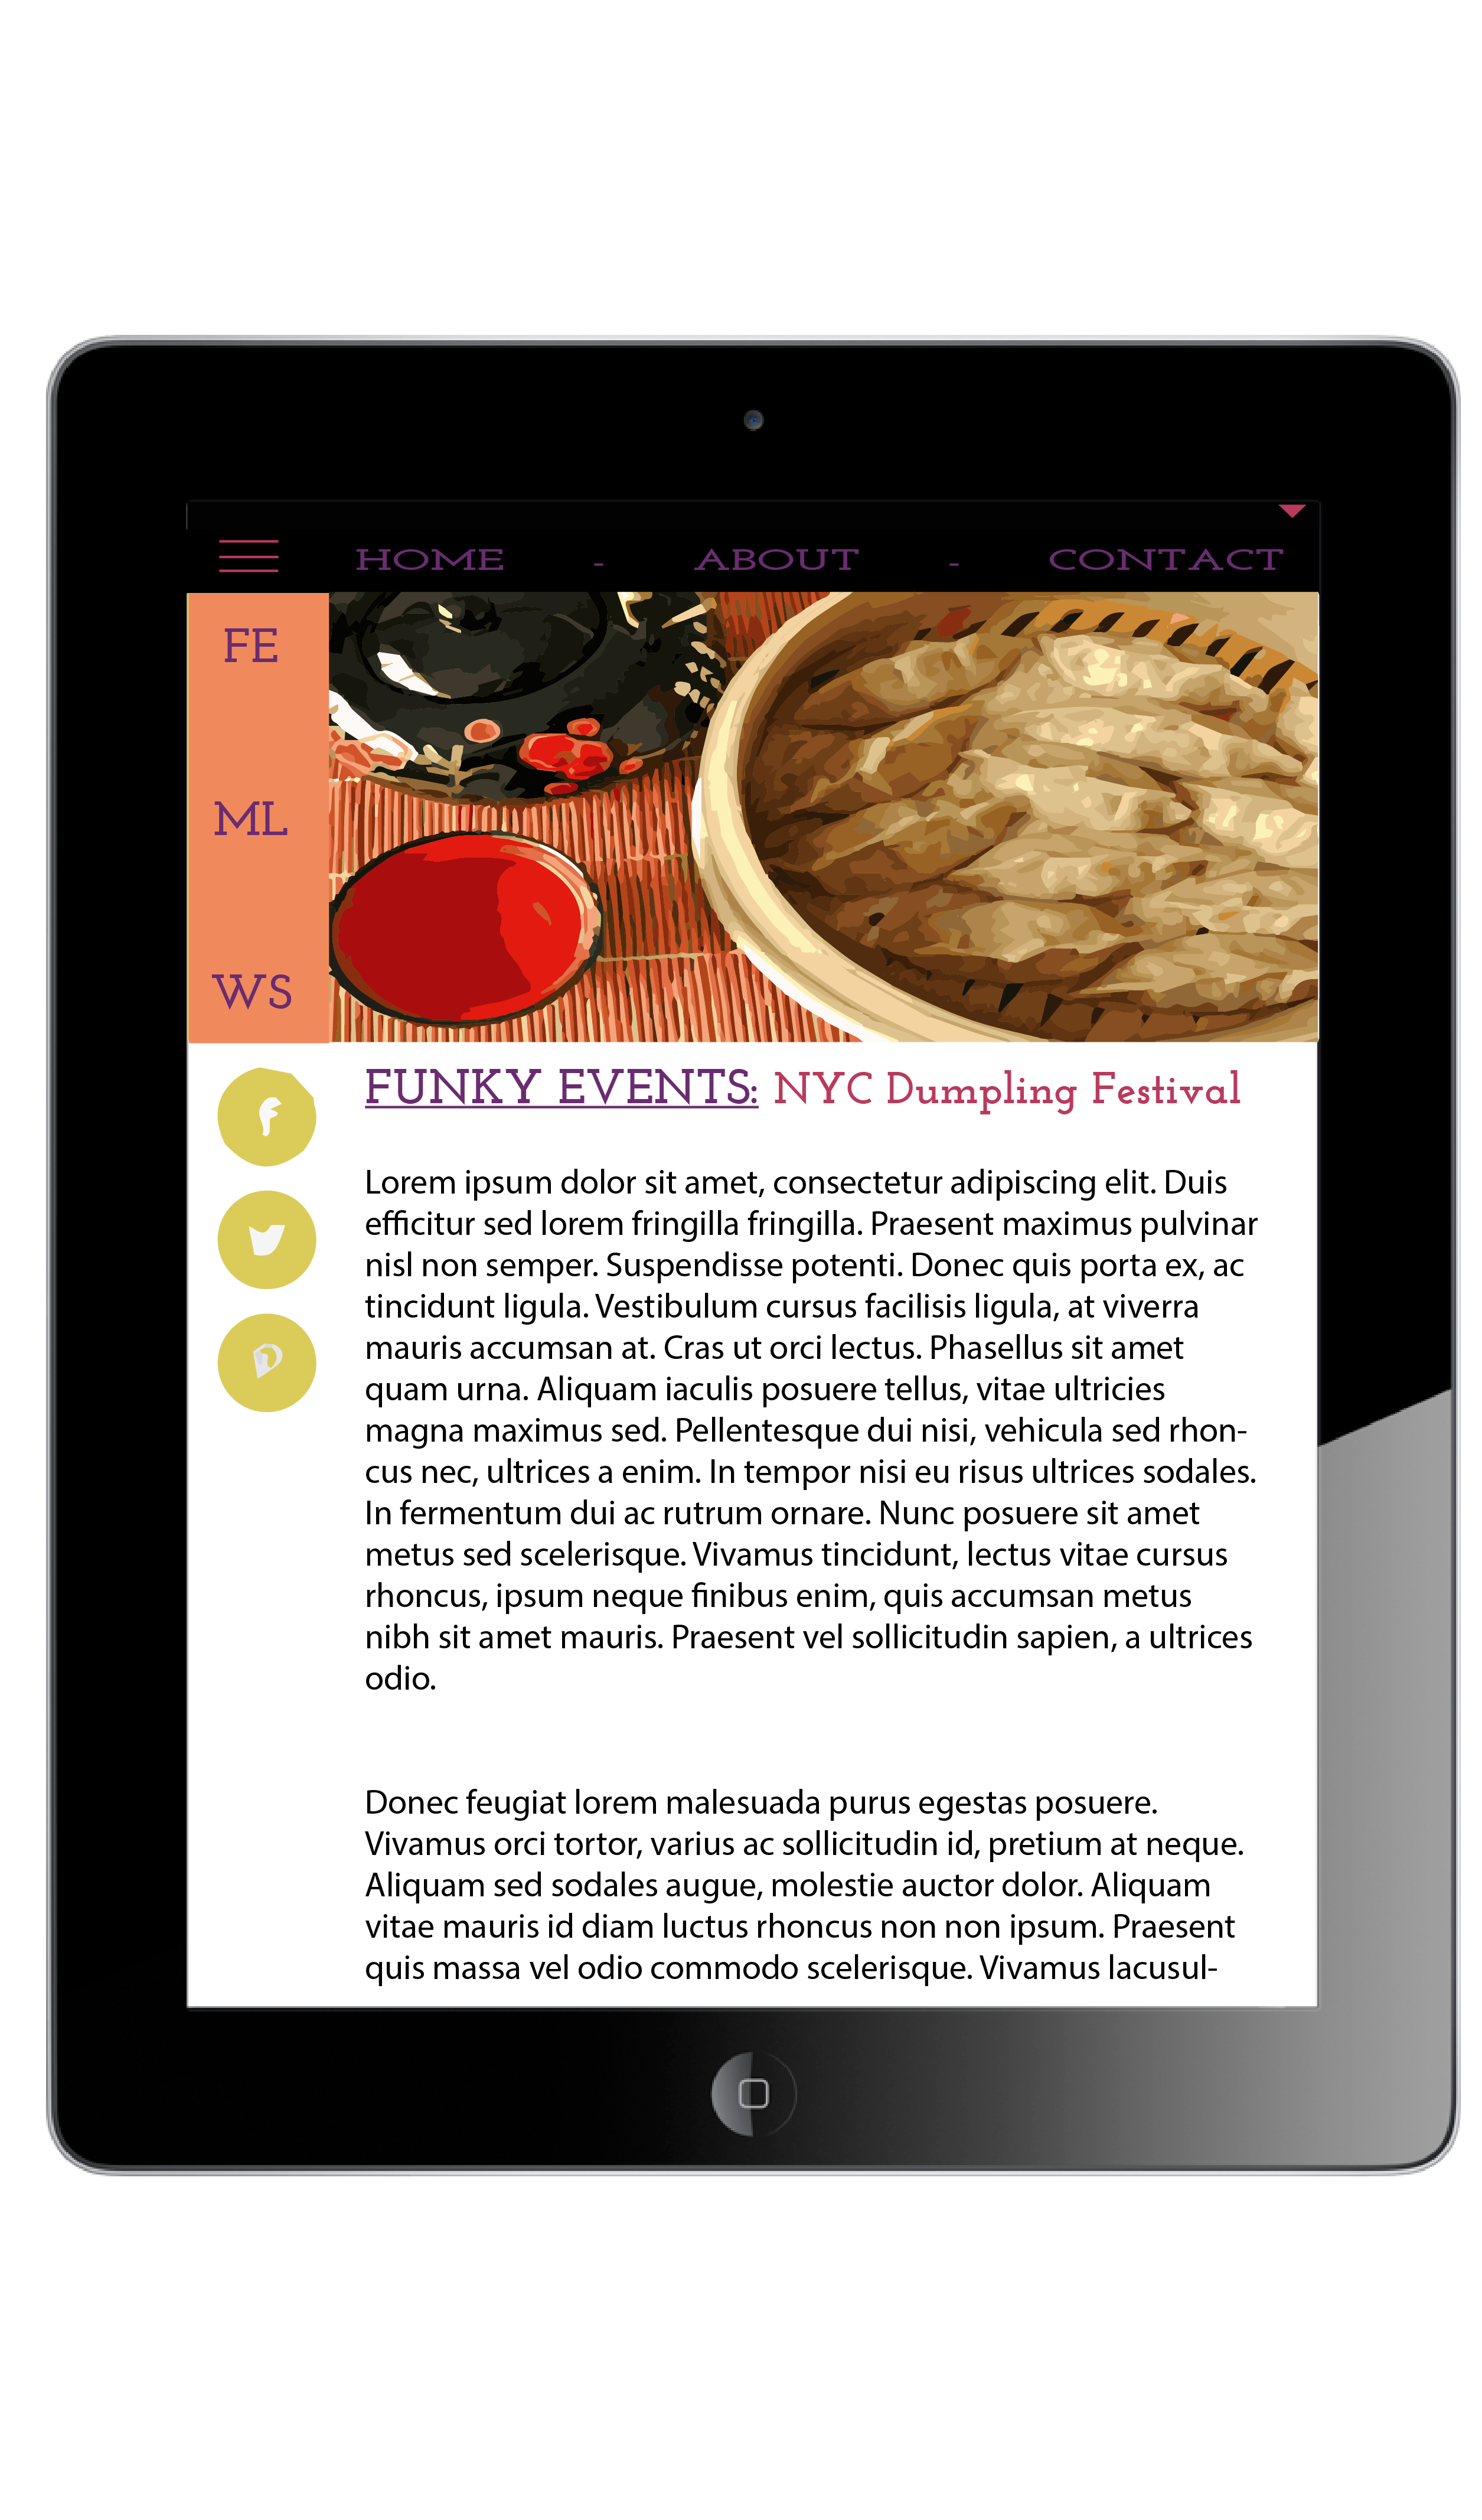 HOME - ABOUT - CONTACT
FE
ML
WS
FUNKY EVENTS: NYC Dumpling Festival
Lorem ipsum dolor sit amet, consectetur adipiscing elit. Duis
efficitur sed lorem fringilla fringilla. Praesent maximus pulvinar
nisl non semper. Suspendisse potenti. Donec quis porta ex, ac
tincidunt ligula. Vestibulum cursus facilisis ligula, at viverra
mauris accumsan at. Cras ut orci lectus. Phasellus sit amet
quam urna. Aliquam iaculis posuere tellus, vitae ultricies
magna maximus sed. Pellentesque dui nisi, vehicula sed rhon-
cus nec, ultrices a enim. In tempor nisi eu risus ultrices sodales.
In fermentum dui ac rutrum ornare. Nunc posuere sit amet
metus sed scelerisque. Vivamus tincidunt, lectus vitae cursus
rhoncus, ipsum neque finibus enim, quis accumsan metus
nibh sit amet mauris. Praesent vel sollicitudin sapien, a ultrices
odio.
Donec feugiat lorem malesuada purus egestas posuere.
Vivamus orci tortor, varius ac sollicitudin id, pretium at neque.
Aliquam sed sodales augue, molestie auctor dolor. Aliquam
vitae mauris id diam luctus rhoncus non non ipsum. Praesent
quis massa vel odio commodo scelerisque. Vivamus lacusul-